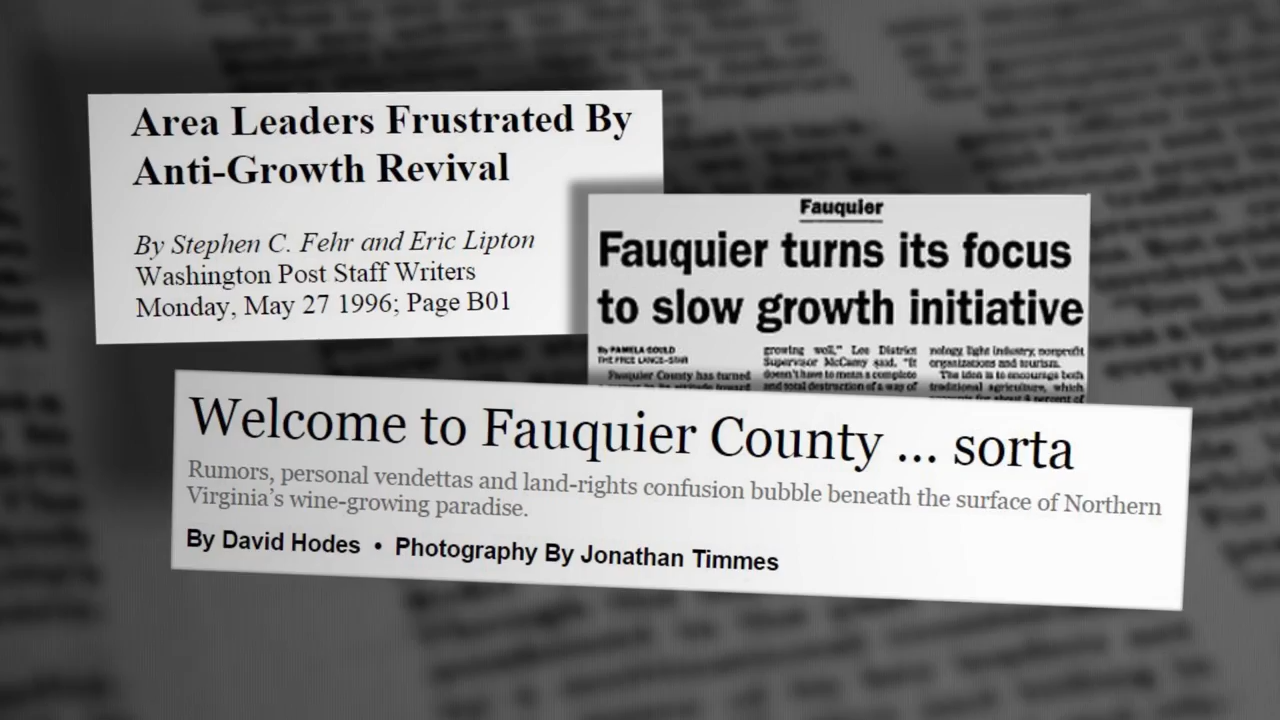 Area Leaders Frustrated By
Anti-Growth Revival
By Stephen C. Fehr and Eric Lipton
Washington Post Staff Writers
Monday, May 27 1996; Page B01
Fauquier
Fauquier turns its focus
to slow growth initiative
By PAMELA GOULD
THE FREE LANCE-STAR
Fauquier County has turned
growing well," Lee District
Supervisor McCamy said. "It
doesn't have to mean a complete
and total destruction of a way of
nology, light industry, nonprofit
organizations and tourism.
The idea is to encourage both
traditional agriculture, which
Welcome to Fauquier County ... sorta
Rumors, personal vendettas and land-rights confusion bubble beneath the surface of Northern
Virginia's wine-growing paradise.
By David Hodes • Photography By Jonathan Timmes